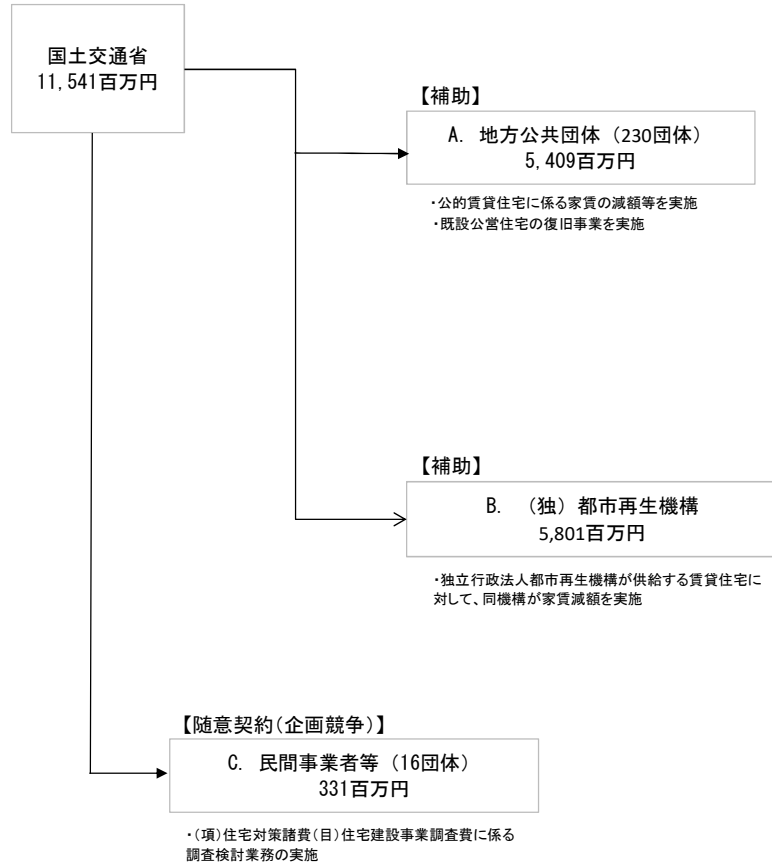 国土交通省
11,541百万円
【補助】
A. 地方公共団体（230団体）
5,409百万円
・公的賃貸住宅に係る家賃の減額等を実施
・既設公営住宅の復旧事業を実施
【補助】
B. （独）都市再生機構
5,801百万円
・独立行政法人都市再生機構が供給する賃貸住宅に
対して、同機構が家賃減額を実施
【随意契約（企画競争）】
C. 民間事業者等（16団体）
331百万円
・（項）住宅対策諸費（目）住宅建設事業調査費に係る
調査検討業務の実施